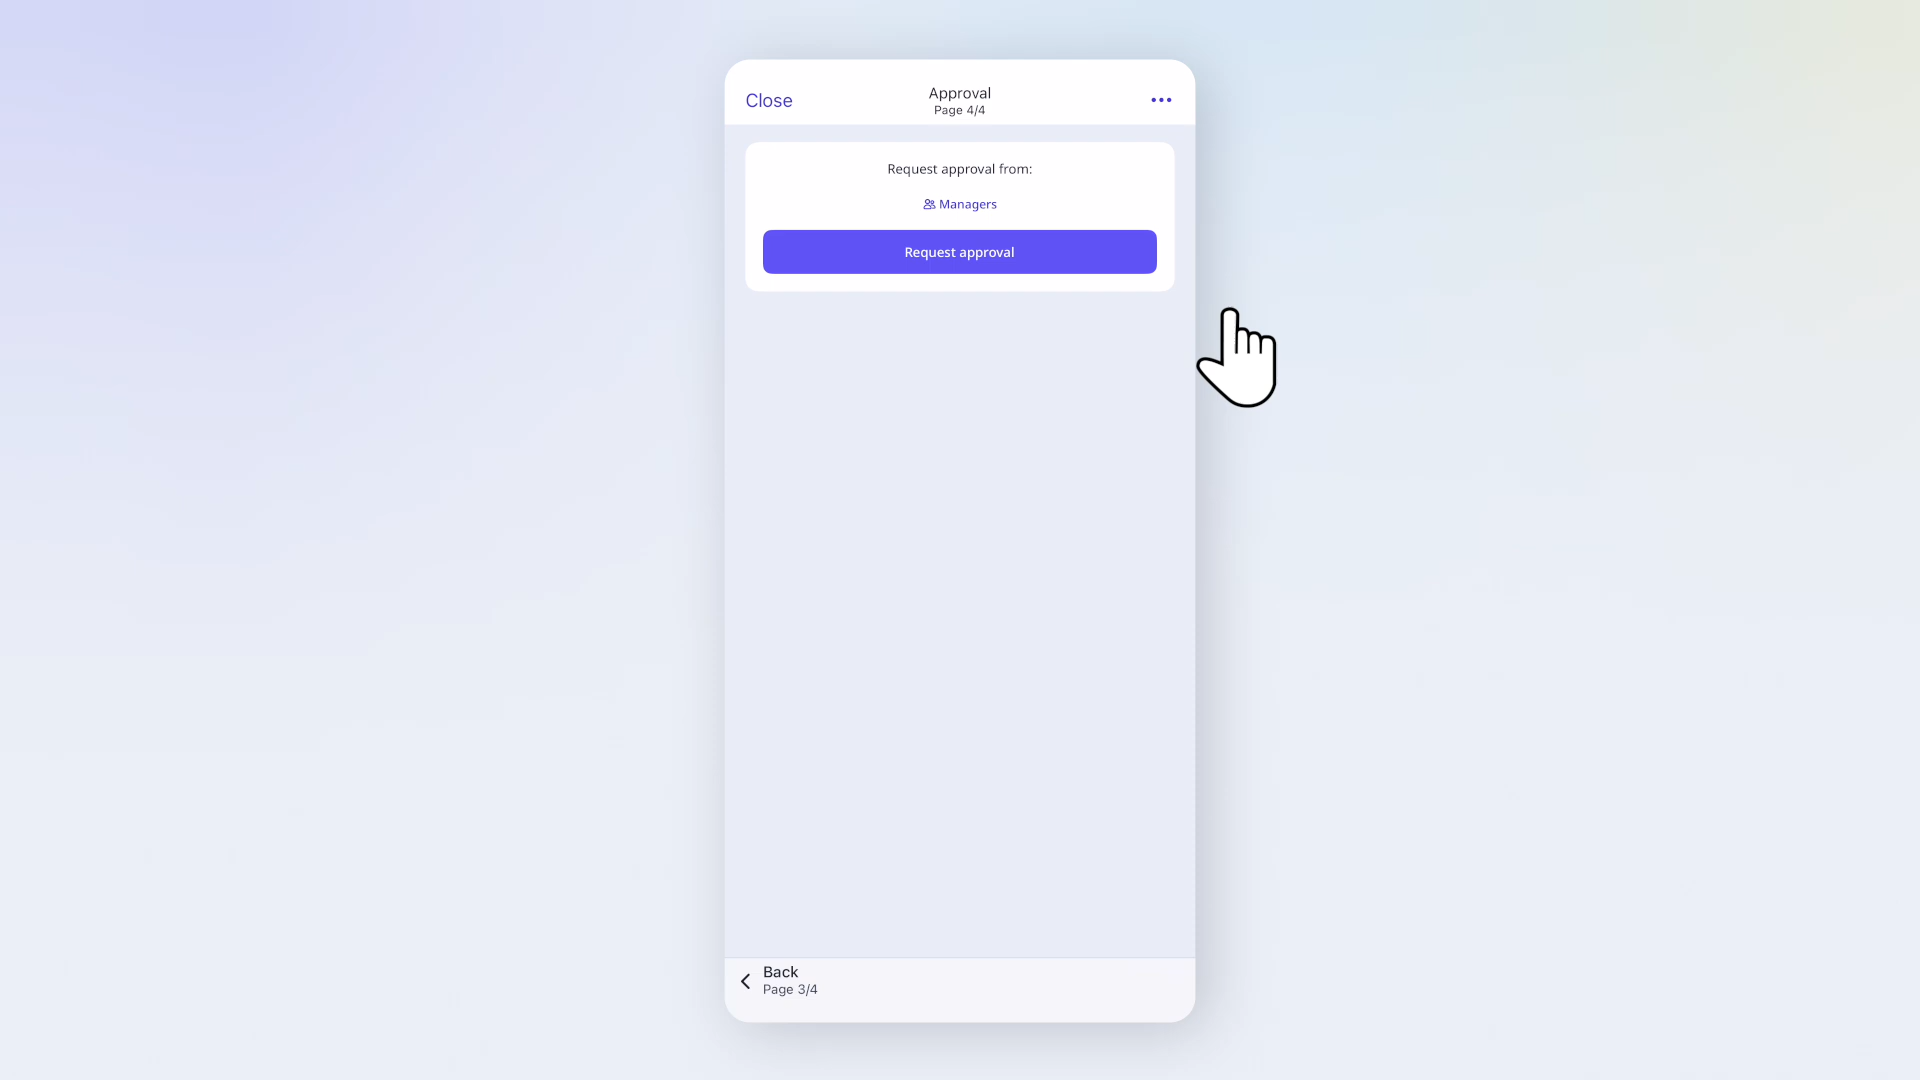 Close
Approval
Page 4/4
Request approval from:
Managers
Request approval
Back
Page 3/4